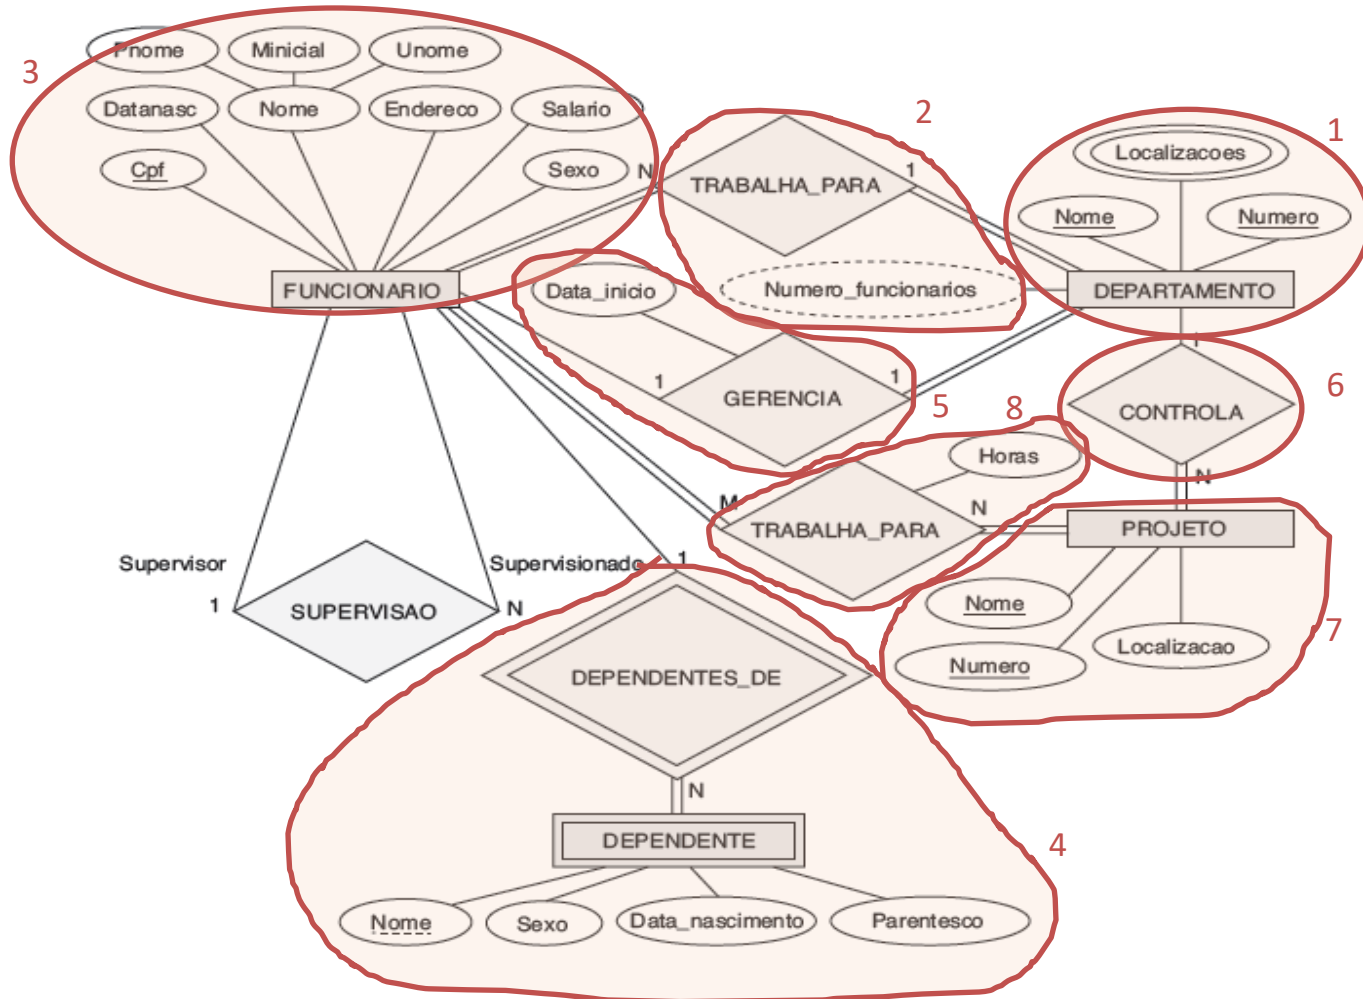 3
Pnome
Minicial
Unome
Datanasc
Nome
Endereco
Salario
Cpf
Sexo
N
TRABALHA_PARA
1
2
1
Localizacoes
Nome
Numero
FUNCIONARIO
Data_inicio
Numero_funcionarios
DEPARTAMENTO
1
GERENCIA
1
5
8
1
CONTROLA
6
N
Horas
M
TRABALHA_PARA
N
PROJETO
Nome
Numero
Localizacao
7
Supervisor
1
SUPERVISAO
Supervisionado
N
1
DEPENDENTES_DE
N
DEPENDENTE
4
Nome
Sexo
Data_nascimento
Parentesco